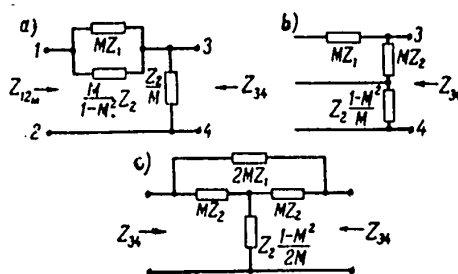 a)
1
MZ₁
3
M/(1-M²) Z₂
Z₂/M
Z₁₂ₘ
Z₃₄
2
4
b)
MZ₁
3
MZ₂
Z₂ (1-M²)/M
Z₃₄
4
c)
2MZ₁
MZ₂ MZ₂
Z₃₄
Z₂ (1-M²)/2M
Z₃₄